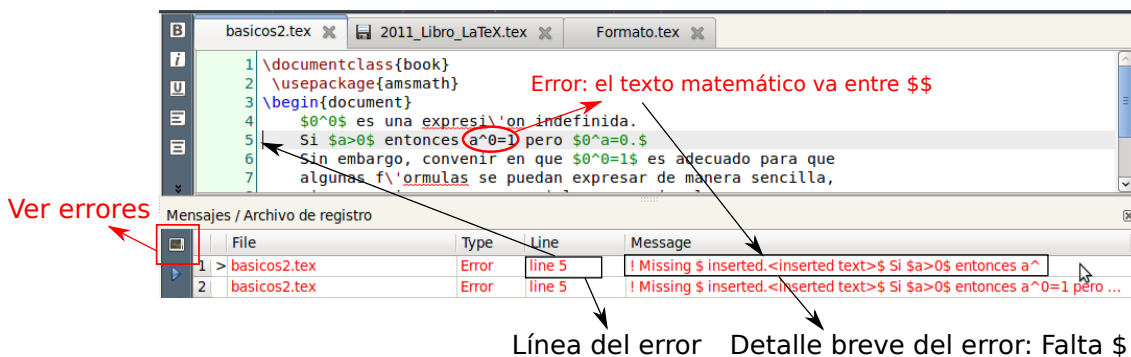 B basicos2.tex 2011_Libro_LaTeX.tex Formato.tex
i
U
1 \documentclass{book}
2 \usepackage{amsmath}
Error: el texto matemático va entre $$
3 \begin{document}
4 $0^0$ es una expresi\'on indefinida.
5 Si $a>0$ entonces a^0=1 pero $0^a=0.$
6 Sin embargo, convenir en que $0^0=1$ es adecuado para que
7 algunas f\'ormulas se puedan expresar de manera sencilla,
Ver errores
Mensajes / Archivo de registro
File Type Line Message
1 > basicos2.tex Error line 5 ! Missing $ inserted.<inserted text>$ Si $a>0$ entonces a^
2 basicos2.tex Error line 5 ! Missing $ inserted.<inserted text>$ Si $a>0$ entonces a^0=1 pero ...
Línea del error Detalle breve del error: Falta $